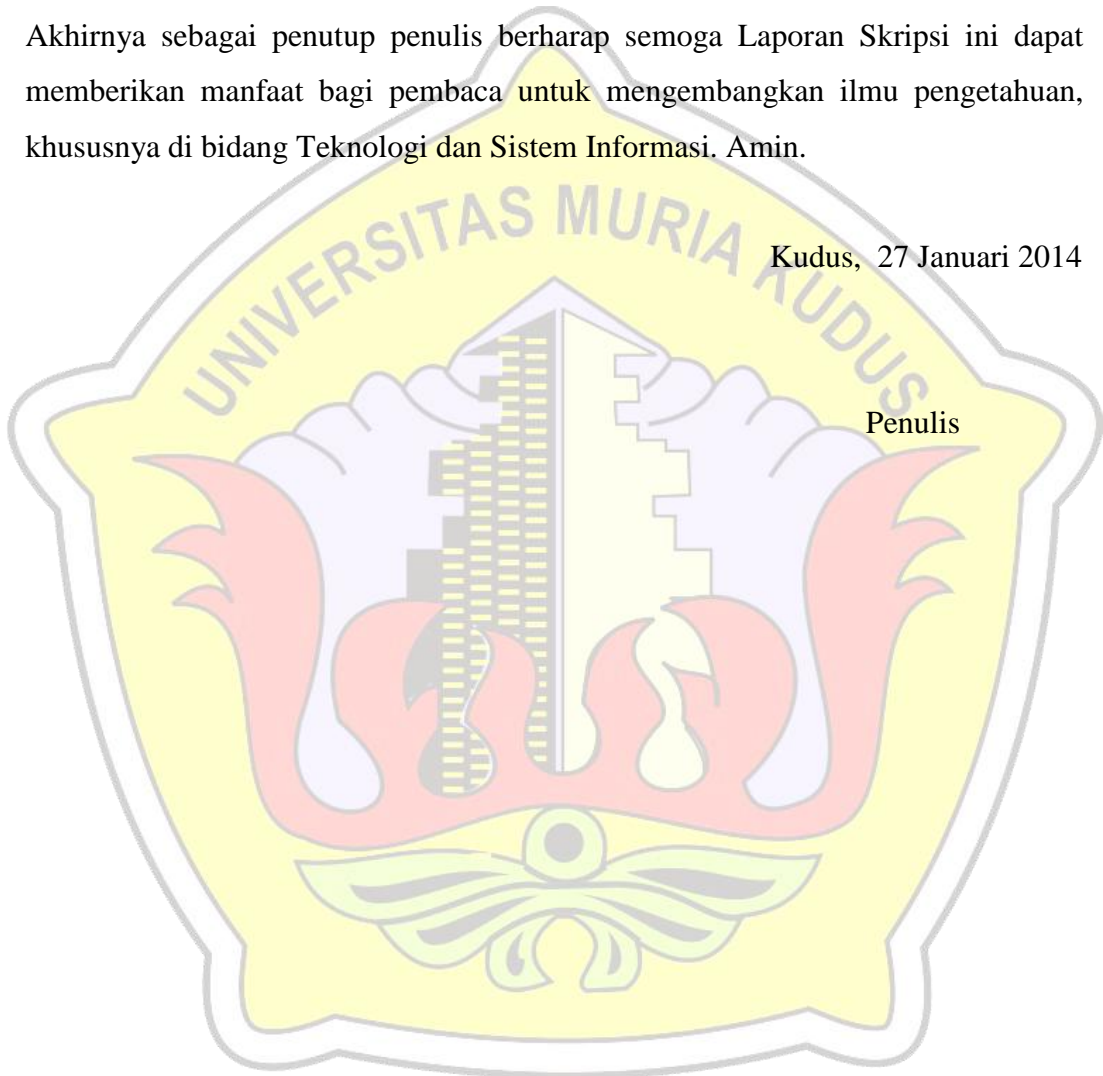 Akhirnya sebagai penutup penulis berharap semoga Laporan Skripsi ini dapat
memberikan manfaat bagi pembaca untuk mengembangkan ilmu pengetahuan,
khususnya di bidang Teknologi dan Sistem Informasi. Amin.
UNIVERSITAS MURIA KUDUS
Kudus, 27 Januari 2014
Penulis